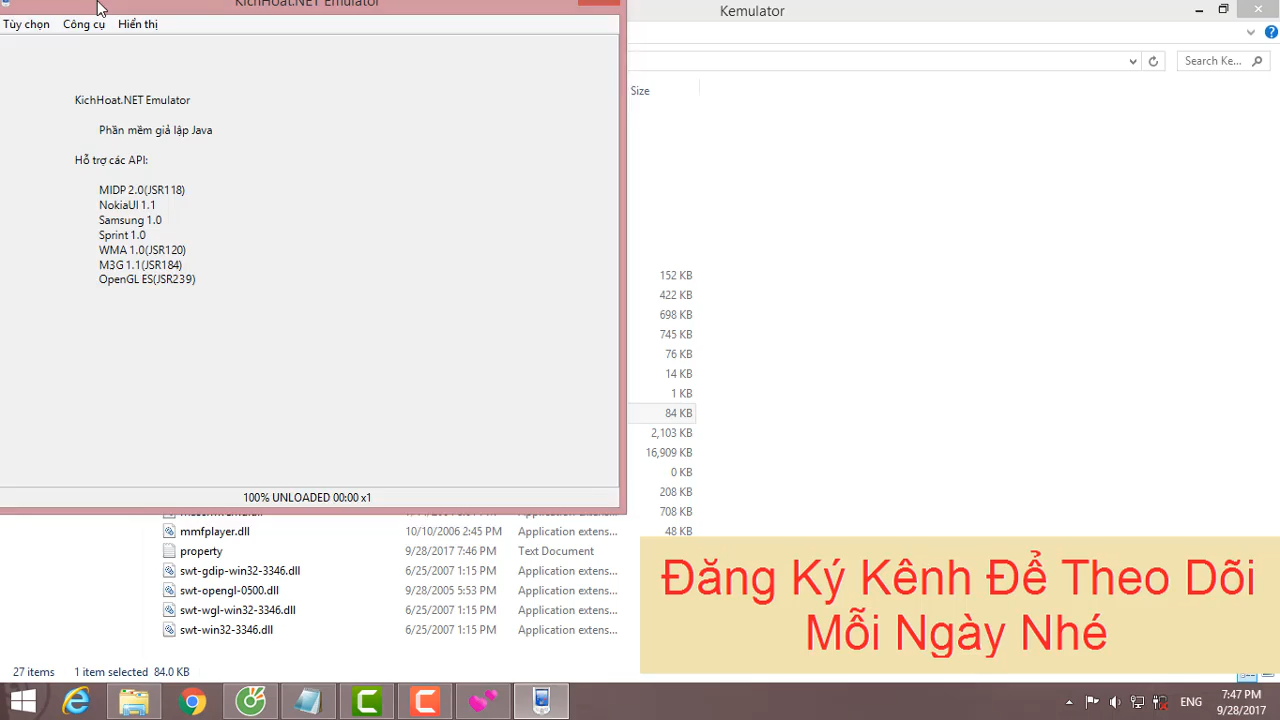 KichHoat.NET Emulator
Kemulator
Tùy chọn Công cụ Hiển thị
Search Ke...
Size
KichHoat.NET Emulator
Phần mềm giả lập Java
Hỗ trợ các API:
MIDP 2.0(JSR118)
NokiaUI 1.1
Samsung 1.0
Sprint 1.0
WMA 1.0(JSR120)
M3G 1.1(JSR184)
OpenGL ES(JSR239)
152 KB
422 KB
698 KB
745 KB
76 KB
14 KB
1 KB
84 KB
2,103 KB
16,909 KB
0 KB
208 KB
708 KB
48 KB
100% UNLOADED 00:00 x1
mmfplayer.dll 10/10/2006 2:45 PM Application extens...
property 9/28/2017 7:46 PM Text Document
swt-gdip-win32-3346.dll 6/25/2007 1:15 PM Application extens...
swt-opengl-0500.dll 9/28/2005 5:53 PM Application extens...
swt-wgl-win32-3346.dll 6/25/2007 1:15 PM Application extens...
swt-win32-3346.dll 6/25/2007 1:15 PM Application extens...
Đăng Ký Kênh Để Theo Dõi
Mỗi Ngày Nhé
27 items 1 item selected 84.0 KB
ENG
7:47 PM
9/28/2017